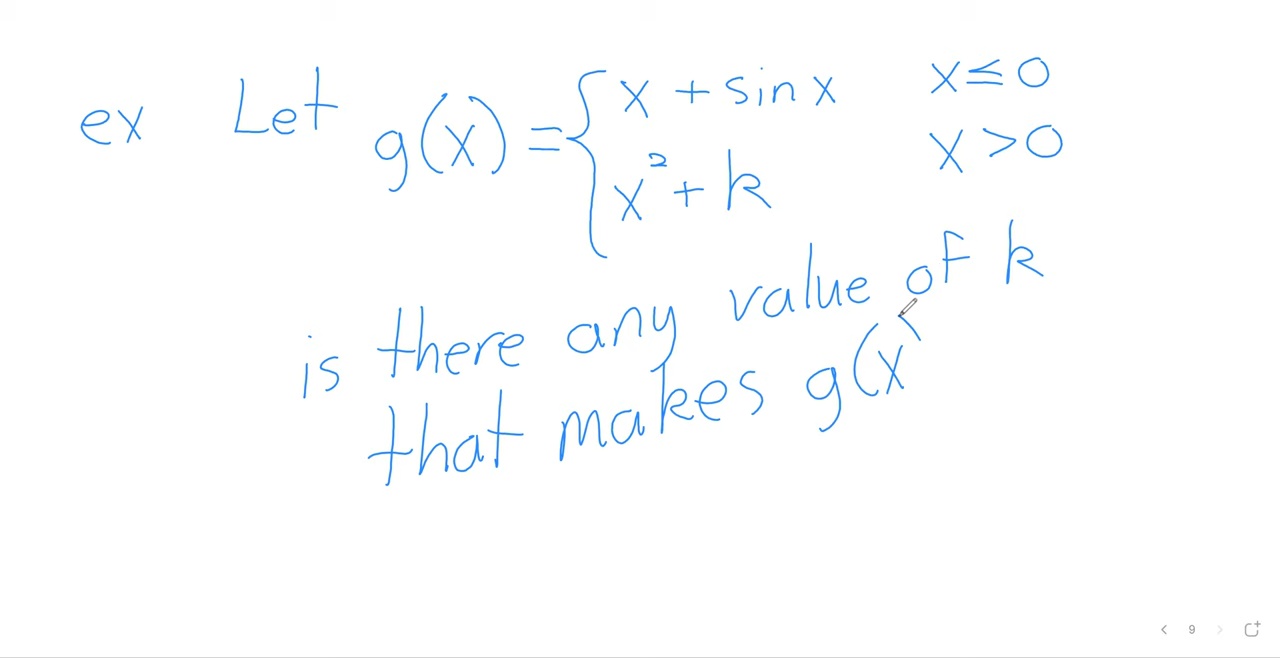 ex Let g(x) = { x + sin x x ≤ 0
x² + k x > 0
is there any value of k
that makes g(x
9